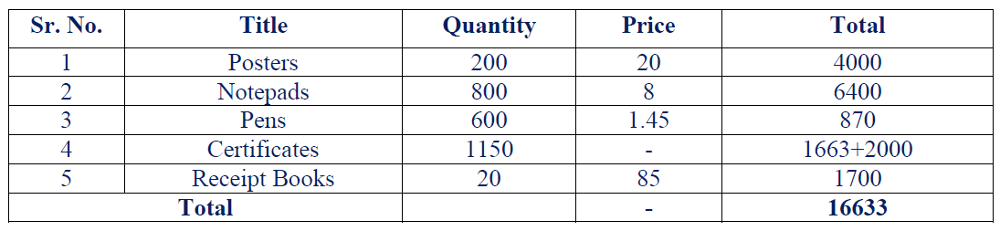 Sr. No. Title Quantity Price Total
1 Posters 200 20 4000
2 Notepads 800 8 6400
3 Pens 600 1.45 870
4 Certificates 1150 - 1663+2000
5 Receipt Books 20 85 1700
Total - 16633